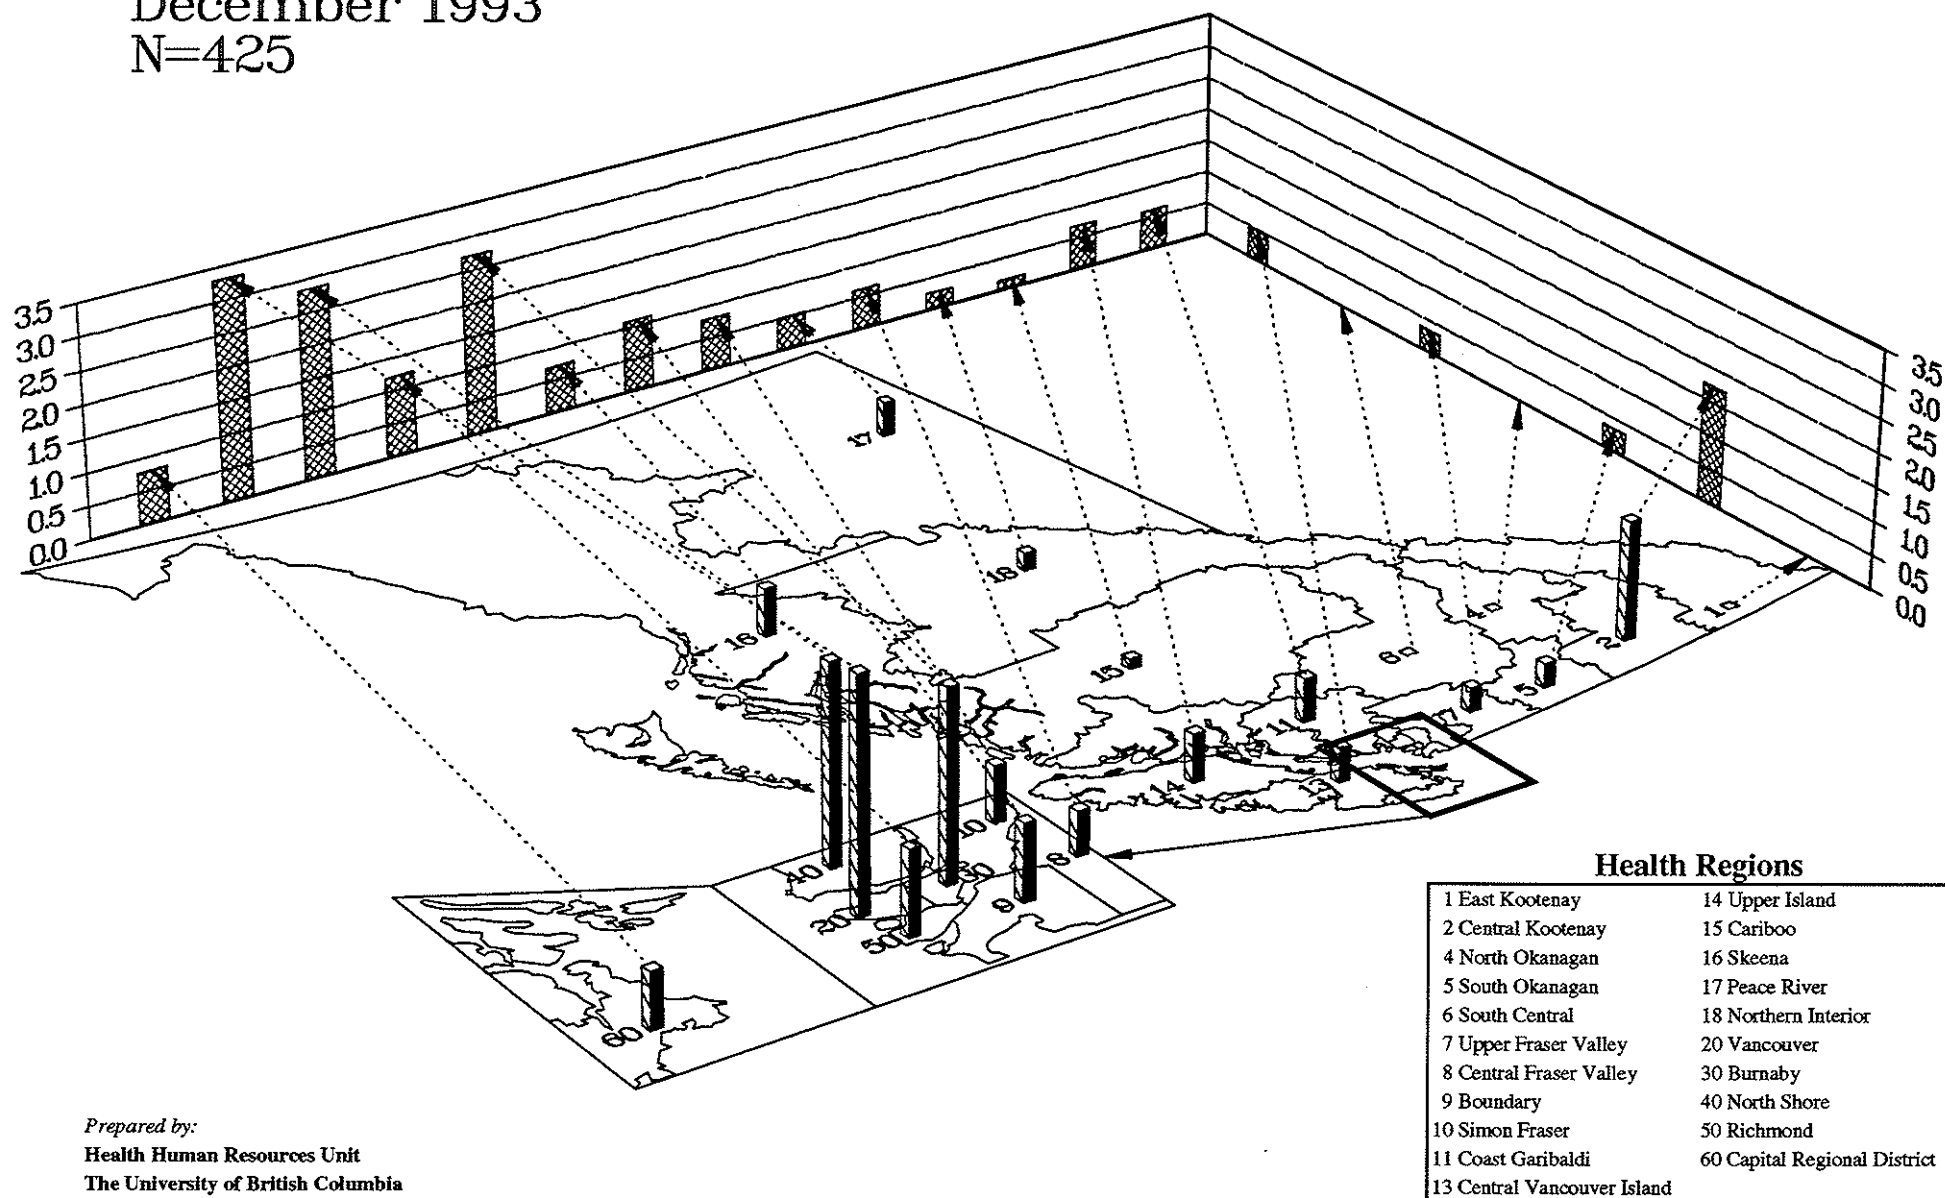 December 1993
N=425
3.5
3.0
2.5
2.0
1.5
1.0
0.5
0.0
3.5
3.0
2.5
2.0
1.5
1.0
0.5
0.0
17
18
16
15
4
1
6
2
5
7
11
14
13
10
8
40
30
9
20
50
60
Health Regions
1 East Kootenay
2 Central Kootenay
4 North Okanagan
5 South Okanagan
6 South Central
7 Upper Fraser Valley
8 Central Fraser Valley
9 Boundary
10 Simon Fraser
11 Coast Garibaldi
13 Central Vancouver Island
14 Upper Island
15 Cariboo
16 Skeena
17 Peace River
18 Northern Interior
20 Vancouver
30 Burnaby
40 North Shore
50 Richmond
60 Capital Regional District
Prepared by:
Health Human Resources Unit
The University of British Columbia